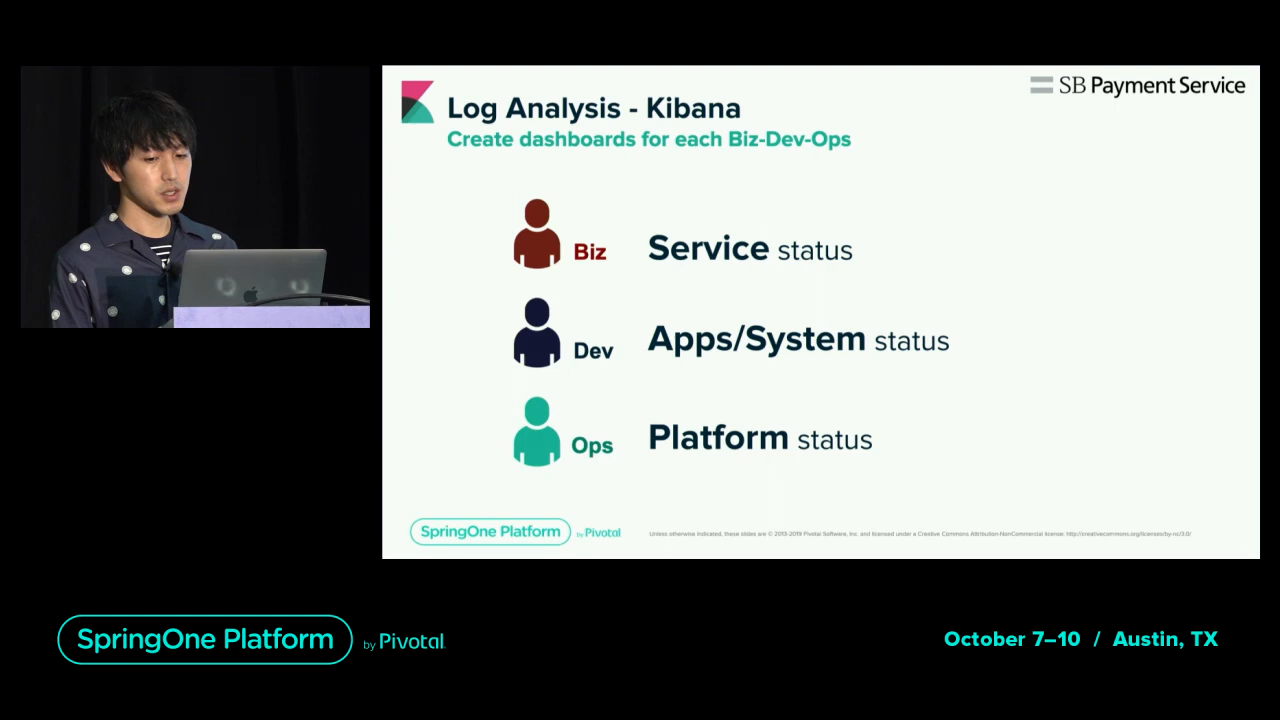 SB Payment Service
Log Analysis - Kibana
Create dashboards for each Biz-Dev-Ops
Biz
Service status
Dev
Apps/System status
Ops
Platform status
SpringOne Platform by Pivotal
Unless otherwise indicated, these slides are © 2013-2019 Pivotal Software, Inc. and licensed under a Creative Commons Attribution-NonCommercial license: http://creativecommons.org/licenses/by-nc/3.0/
SpringOne Platform by Pivotal
October 7–10 / Austin, TX